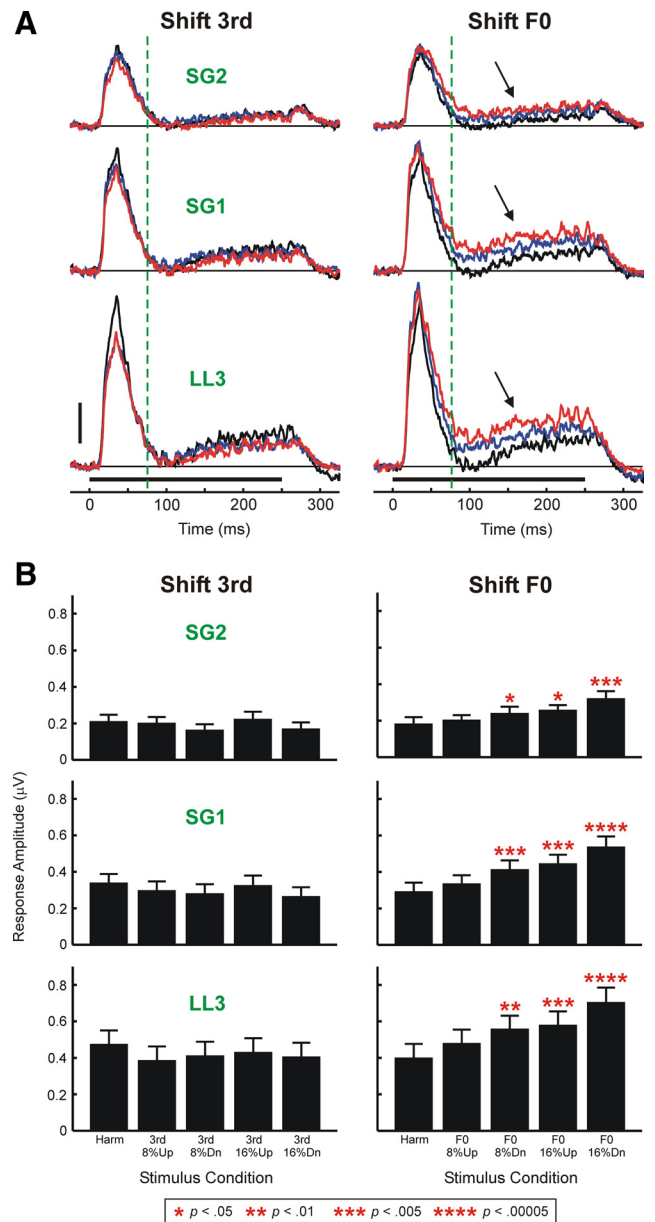 A
Shift 3rd
Shift F0
SG2
SG1
LL3
0 100 200 300
0 100 200 300
Time (ms)
Time (ms)
B
Shift 3rd
Shift F0
0.8
0.6
0.4
0.2
0
SG2
* * ***
0.8
0.6
0.4
0.2
0
SG1
*** *** ****
0.8
0.6
0.4
0.2
0
LL3
** *** ****
Response Amplitude (μV)
Harm 3rd 3rd 3rd 3rd
8%Up 8%Dn 16%Up 16%Dn
Harm F0 F0 F0 F0
8%Up 8%Dn 16%Up 16%Dn
Stimulus Condition
Stimulus Condition
* p < .05 ** p < .01 *** p < .005 **** p < .00005